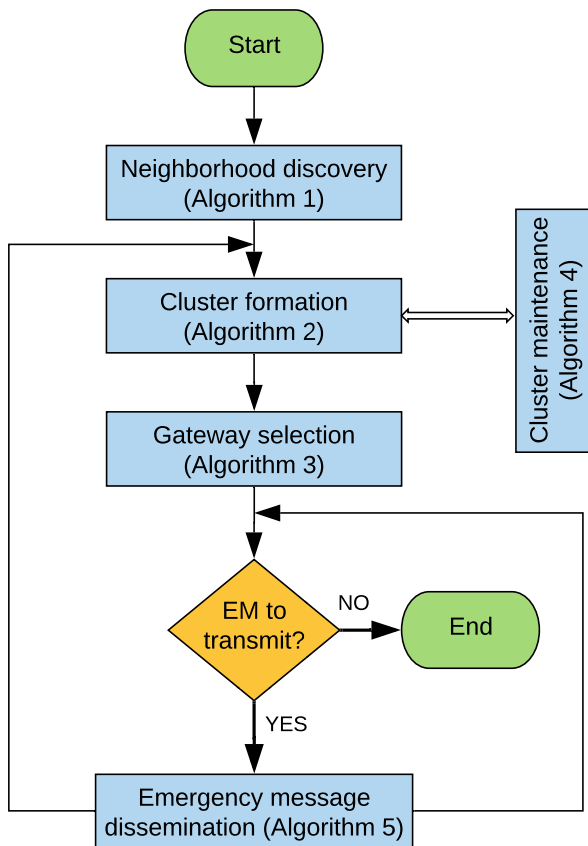 Start
Neighborhood discovery
(Algorithm 1)
Cluster formation
(Algorithm 2)
Cluster maintenance
(Algorithm 4)
Gateway selection
(Algorithm 3)
EM to
transmit?
NO
End
YES
Emergency message
dissemination (Algorithm 5)